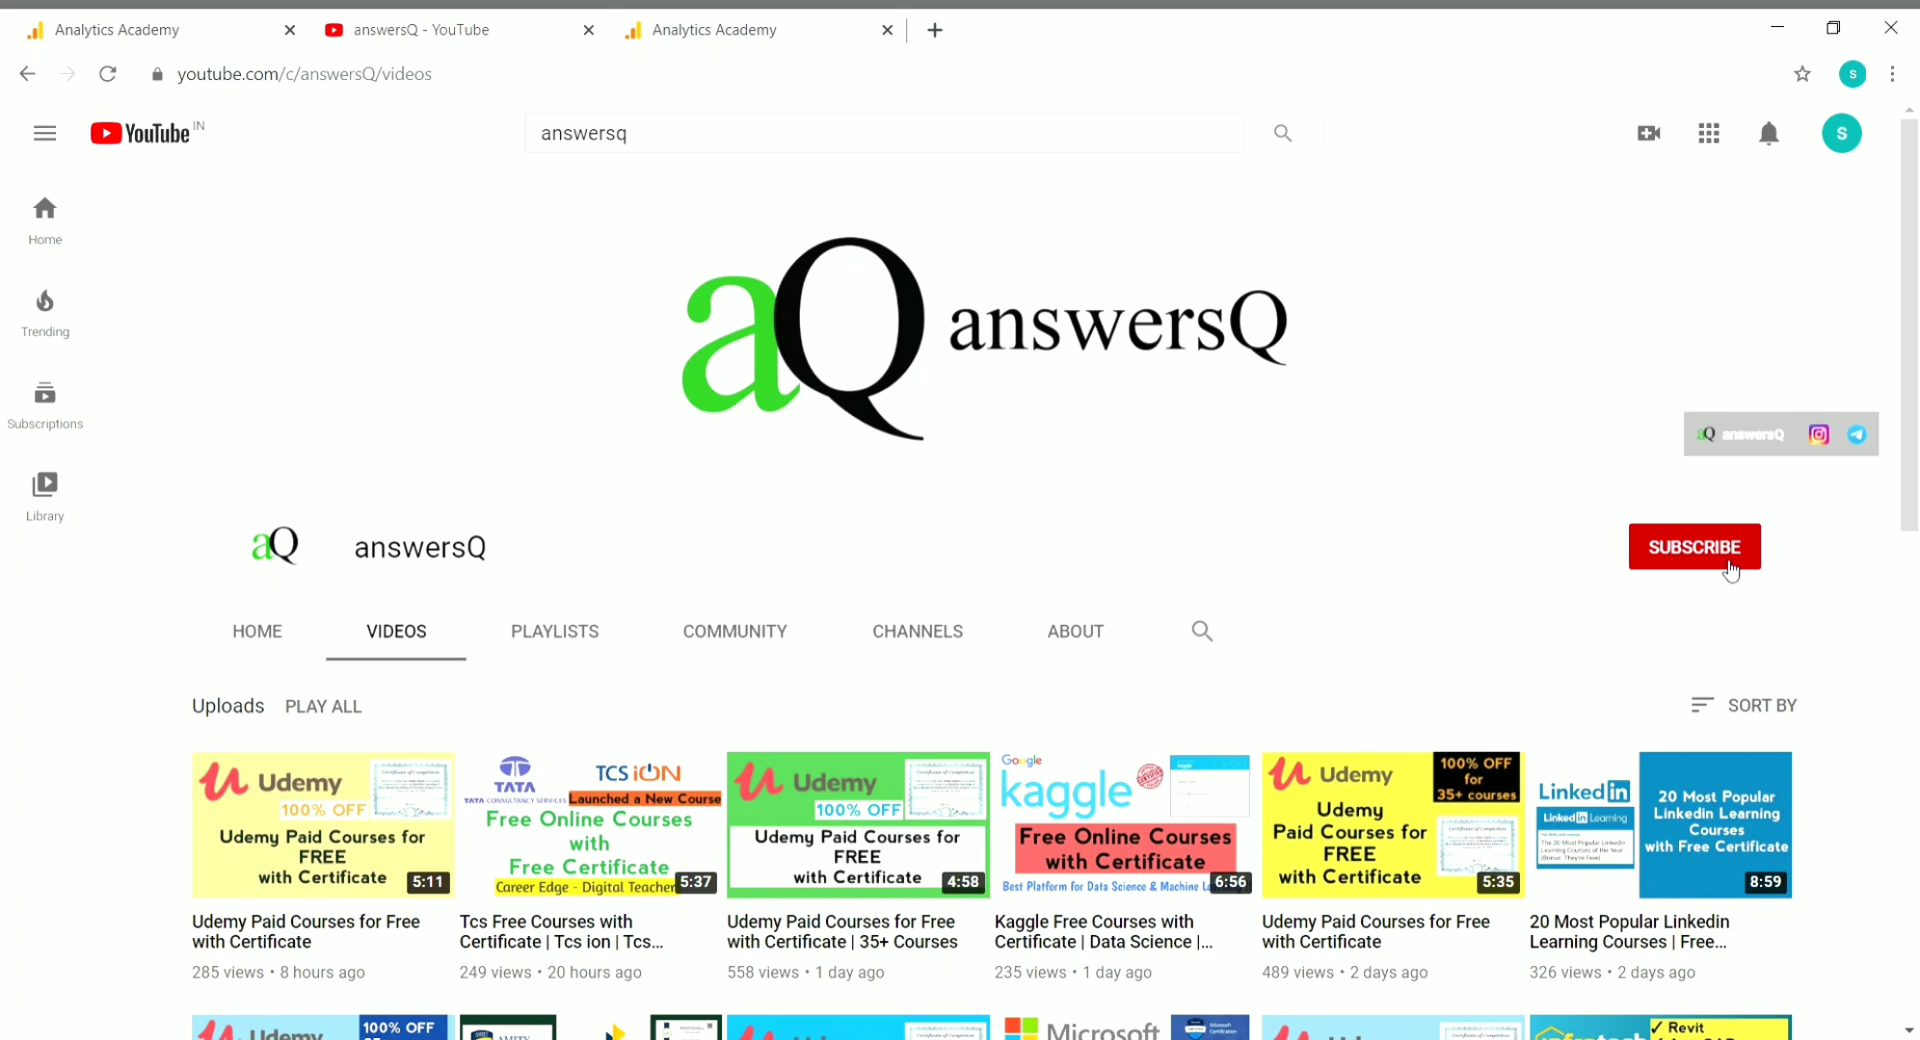 Analytics Academy
answersQ - YouTube
Analytics Academy
youtube.com/c/answersQ/videos
S
YouTube IN
answersq
S
Home
Trending
Subscriptions
Library
aQ answersQ
aQ answersQ
aQ answersQ
SUBSCRIBE
HOME VIDEOS PLAYLISTS COMMUNITY CHANNELS ABOUT
Uploads PLAY ALL
SORT BY
Udemy
100% OFF
Udemy Paid Courses for
FREE
with Certificate
5:11
Udemy Paid Courses for Free
with Certificate
285 views • 8 hours ago
TATA
TATA CONSULTANCY SERVICES
TCS iON
Launched a New Course
Free Online Courses
with
Free Certificate
Career Edge - Digital Teacher
5:37
Tcs Free Courses with
Certificate | Tcs ion | Tcs...
249 views • 20 hours ago
Udemy
100% OFF
Udemy Paid Courses for
FREE
with Certificate
4:58
Udemy Paid Courses for Free
with Certificate | 35+ Courses
558 views • 1 day ago
Google
kaggle
Free Online Courses
with Certificate
Best Platform for Data Science & Machine
6:56
Kaggle Free Courses with
Certificate | Data Science |...
235 views • 1 day ago
Udemy
100% OFF
for
35+ courses
Udemy
Paid Courses for
FREE
with Certificate
5:35
Udemy Paid Courses for Free
with Certificate
489 views • 2 days ago
Linked in
Linked in Learning
20 Most Popular
Linkedin Learning
Courses
with Free Certificate
8:59
20 Most Popular Linkedin
Learning Courses | Free...
326 views • 2 days ago
Udemy
100% OFF
AMITY
Microsoft
✓ Revit